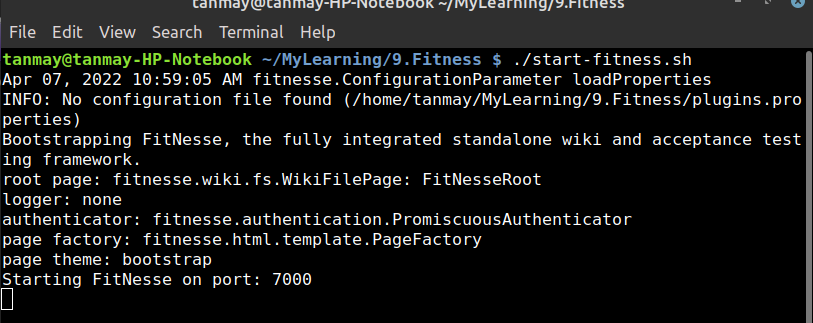 tanmay@tanmay-HP-Notebook ~/MyLearning/9.Fitness
File Edit View Search Terminal Help
tanmay@tanmay-HP-Notebook ~/MyLearning/9.Fitness $ ./start-fitness.sh
Apr 07, 2022 10:59:05 AM fitnesse.ConfigurationParameter loadProperties
INFO: No configuration file found (/home/tanmay/MyLearning/9.Fitness/plugins.pro
perties)
Bootstrapping FitNesse, the fully integrated standalone wiki and acceptance test
ing framework.
root page: fitnesse.wiki.fs.WikiFilePage: FitNesseRoot
logger: none
authenticator: fitnesse.authentication.PromiscuousAuthenticator
page factory: fitnesse.html.template.PageFactory
page theme: bootstrap
Starting FitNesse on port: 7000